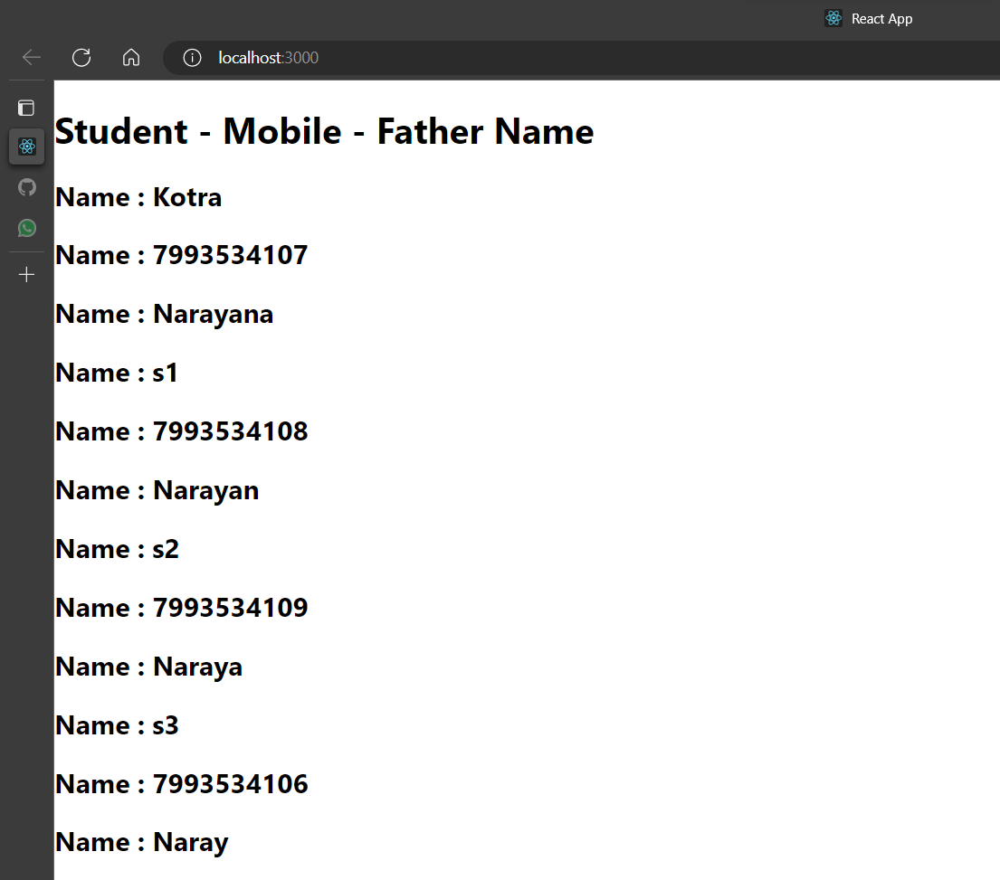 React App
localhost:3000
Student - Mobile - Father Name
Name : Kotra
Name : 7993534107
Name : Narayana
Name : s1
Name : 7993534108
Name : Narayan
Name : s2
Name : 7993534109
Name : Naraya
Name : s3
Name : 7993534106
Name : Naray